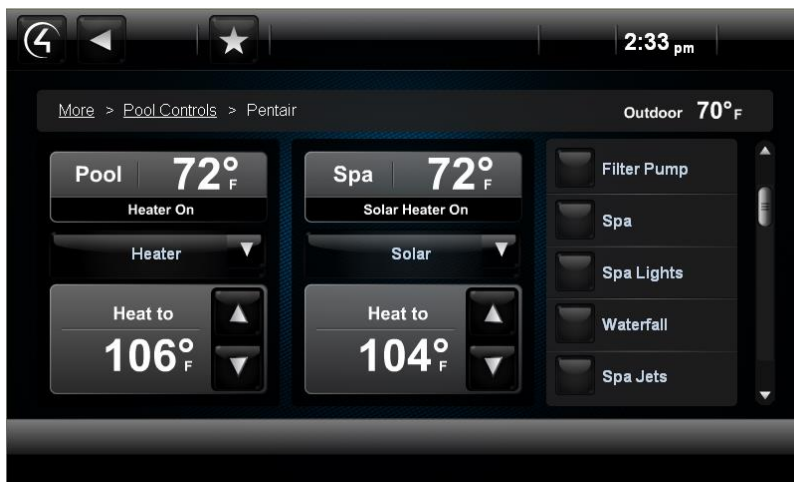 4
2:33 pm
More > Pool Controls > Pentair
Outdoor 70°F
Pool 72°F
Heater On
Heater
Heat to
106°F
Spa 72°F
Solar Heater On
Solar
Heat to
104°F
Filter Pump
Spa
Spa Lights
Waterfall
Spa Jets